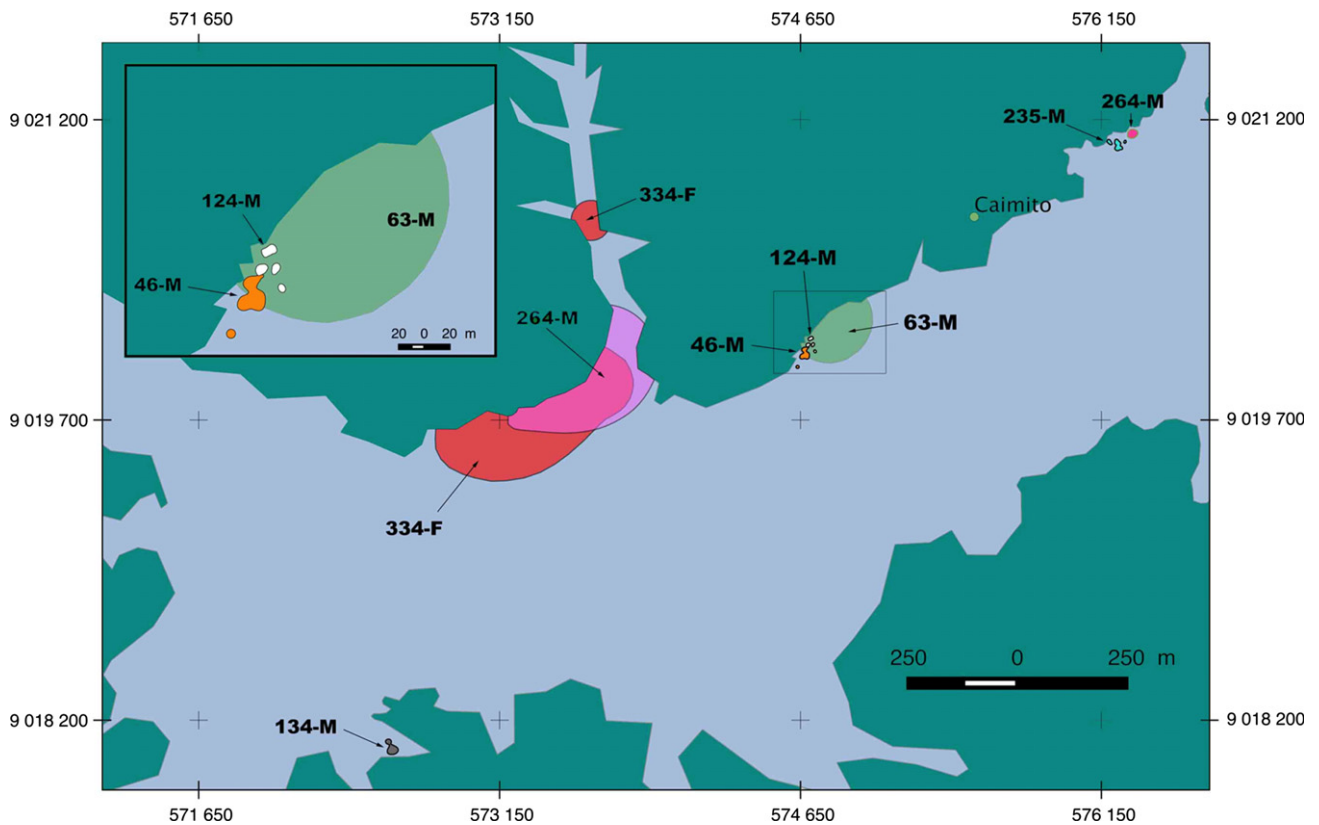 571 650 573 150 574 650 576 150
9 021 200 9 021 200
264-M
235-M
124-M
63-M
46-M
20 0 20 m
334-F
Caimito
124-M
264-M
63-M
46-M
9 019 700 9 019 700
334-F
250 0 250 m
9 018 200 9 018 200
134-M
571 650 573 150 574 650 576 150